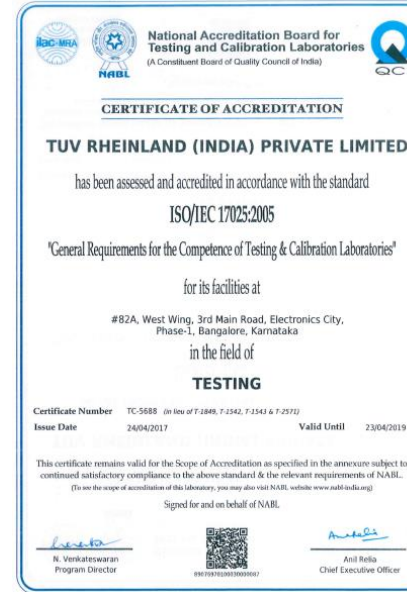 ilac-MRA
NABL
National Accreditation Board for
Testing and Calibration Laboratories
(A Constituent Board of Quality Council of India)
QC
CERTIFICATE OF ACCREDITATION
TUV RHEINLAND (INDIA) PRIVATE LIMITED
has been assessed and accredited in accordance with the standard
ISO/IEC 17025:2005
"General Requirements for the Competence of Testing & Calibration Laboratories"
for its facilities at
#82A, West Wing, 3rd Main Road, Electronics City,
Phase-1, Bangalore, Karnataka
in the field of
TESTING
Certificate Number TC-5688 (in lieu of T-1849, T-1542, T-1543 & T-2571)
Issue Date 24/04/2017 Valid Until 23/04/2019
This certificate remains valid for the Scope of Accreditation as specified in the annexure subject to
continued satisfactory compliance to the above standard & the relevant requirements of NABL.
(To see the scope of accreditation of this laboratory, you may also visit NABL website www.nabl-india.org)
Signed for and on behalf of NABL
N. Venkateswaran
Program Director
Anil Relia
Chief Executive Officer